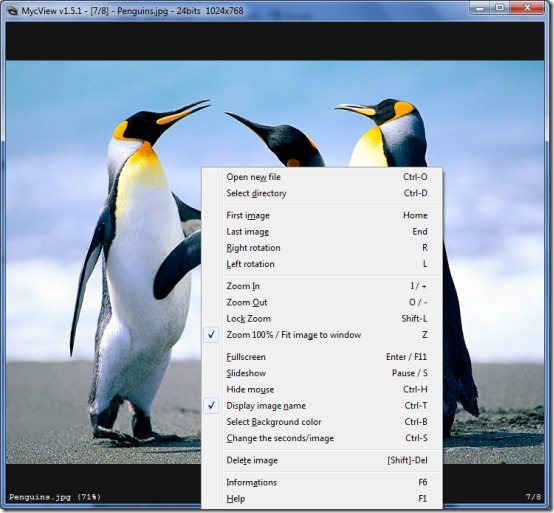 MycView v1.5.1 - [7/8] - Penguins.jpg - 24bits 1024x768
Open new file Ctrl-O
Select directory Ctrl-D
First image Home
Last image End
Right rotation R
Left rotation L
Zoom In I / +
Zoom Out O / -
Lock Zoom Shift-L
Zoom 100% / Fit image to window Z
Fullscreen Enter / F11
Slideshow Pause / S
Hide mouse Ctrl-H
Display image name Ctrl-T
Select Background color Ctrl-B
Change the seconds/image Ctrl-S
Delete image [Shift]-Del
Informations F6
Help F1
Penguins.jpg (71%) 7/8